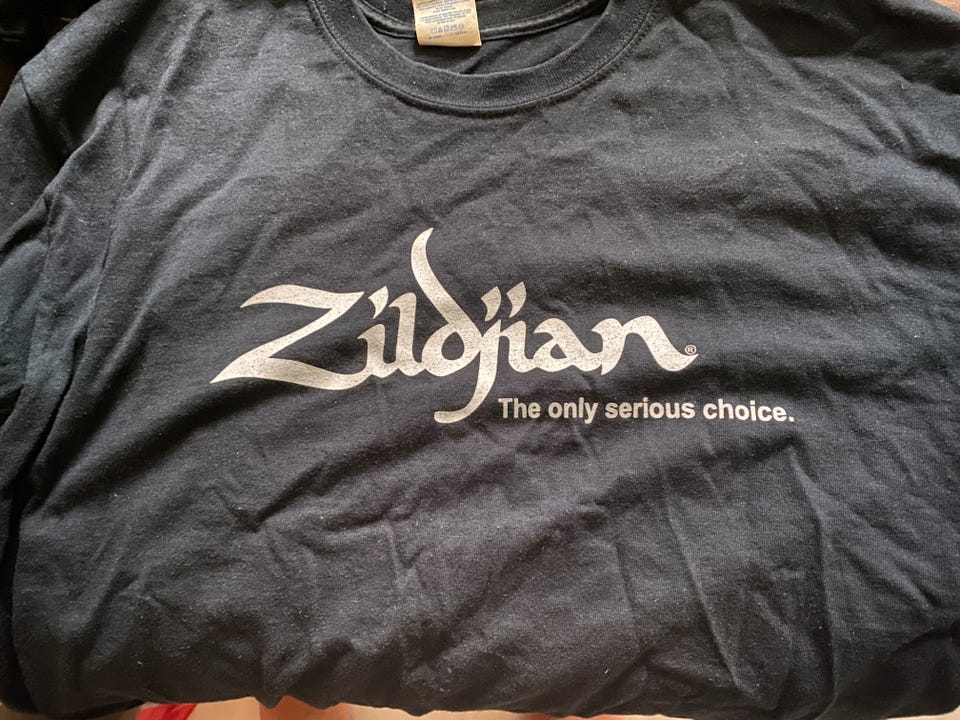 Zildjian®
The only serious choice.